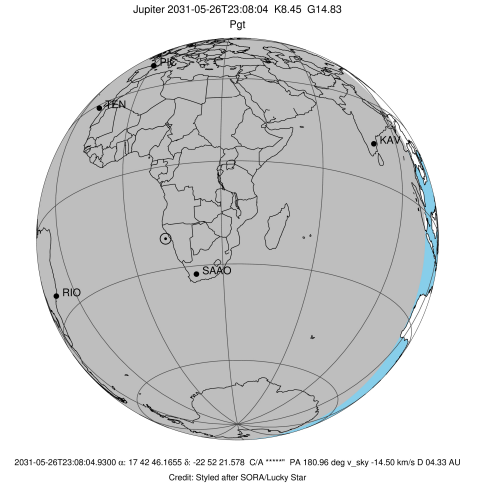 Jupiter 2031-05-26T23:08:04 K8.45 G14.83
Pgt
PIC
TEN
KAV
SAAO
RIO
2031-05-26T23:08:04.9300 α: 17 42 46.1655 δ: -22 52 21.578 C/A *****" PA 180.96 deg v_sky -14.50 km/s D 04.33 AU
Credit: Styled after SORA/Lucky Star